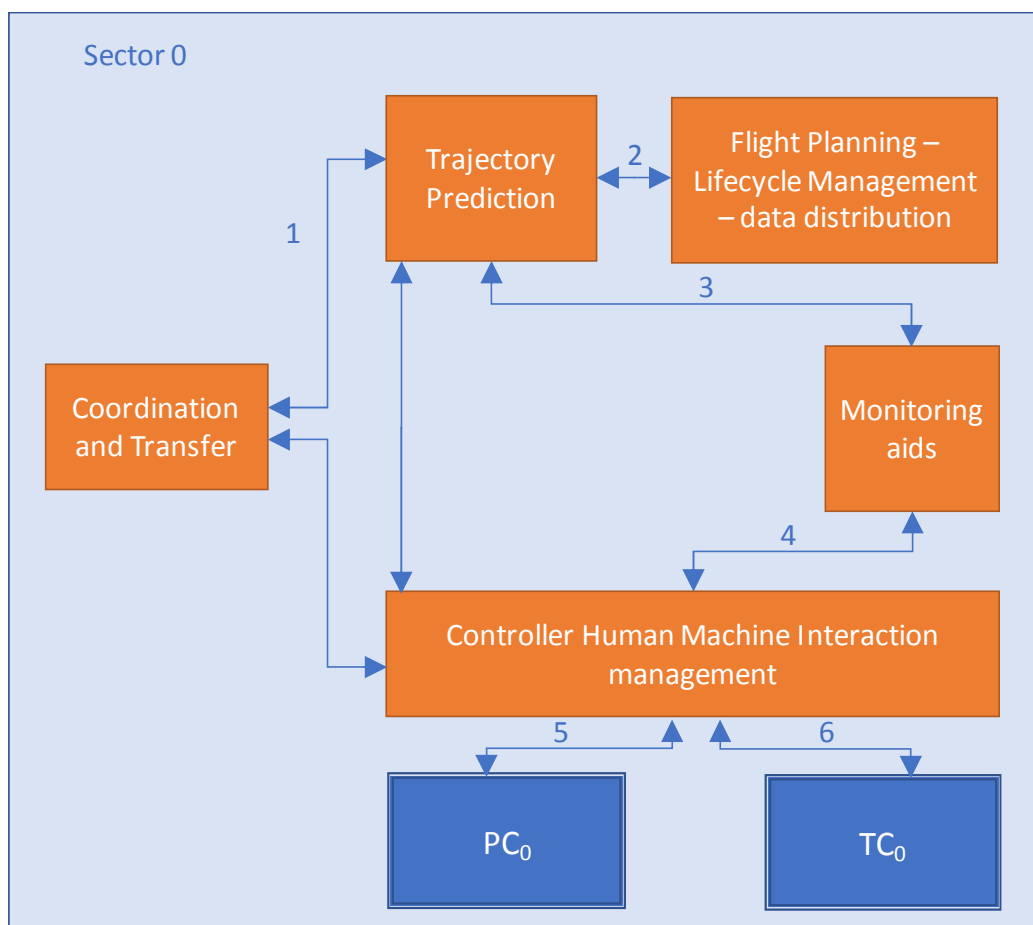 Sector 0
Trajectory
Prediction
2
Flight Planning –
Lifecycle Management
– data distribution
1
3
Coordination
and Transfer
Monitoring
aids
4
Controller Human Machine Interaction
management
5
6
PC₀
TC₀